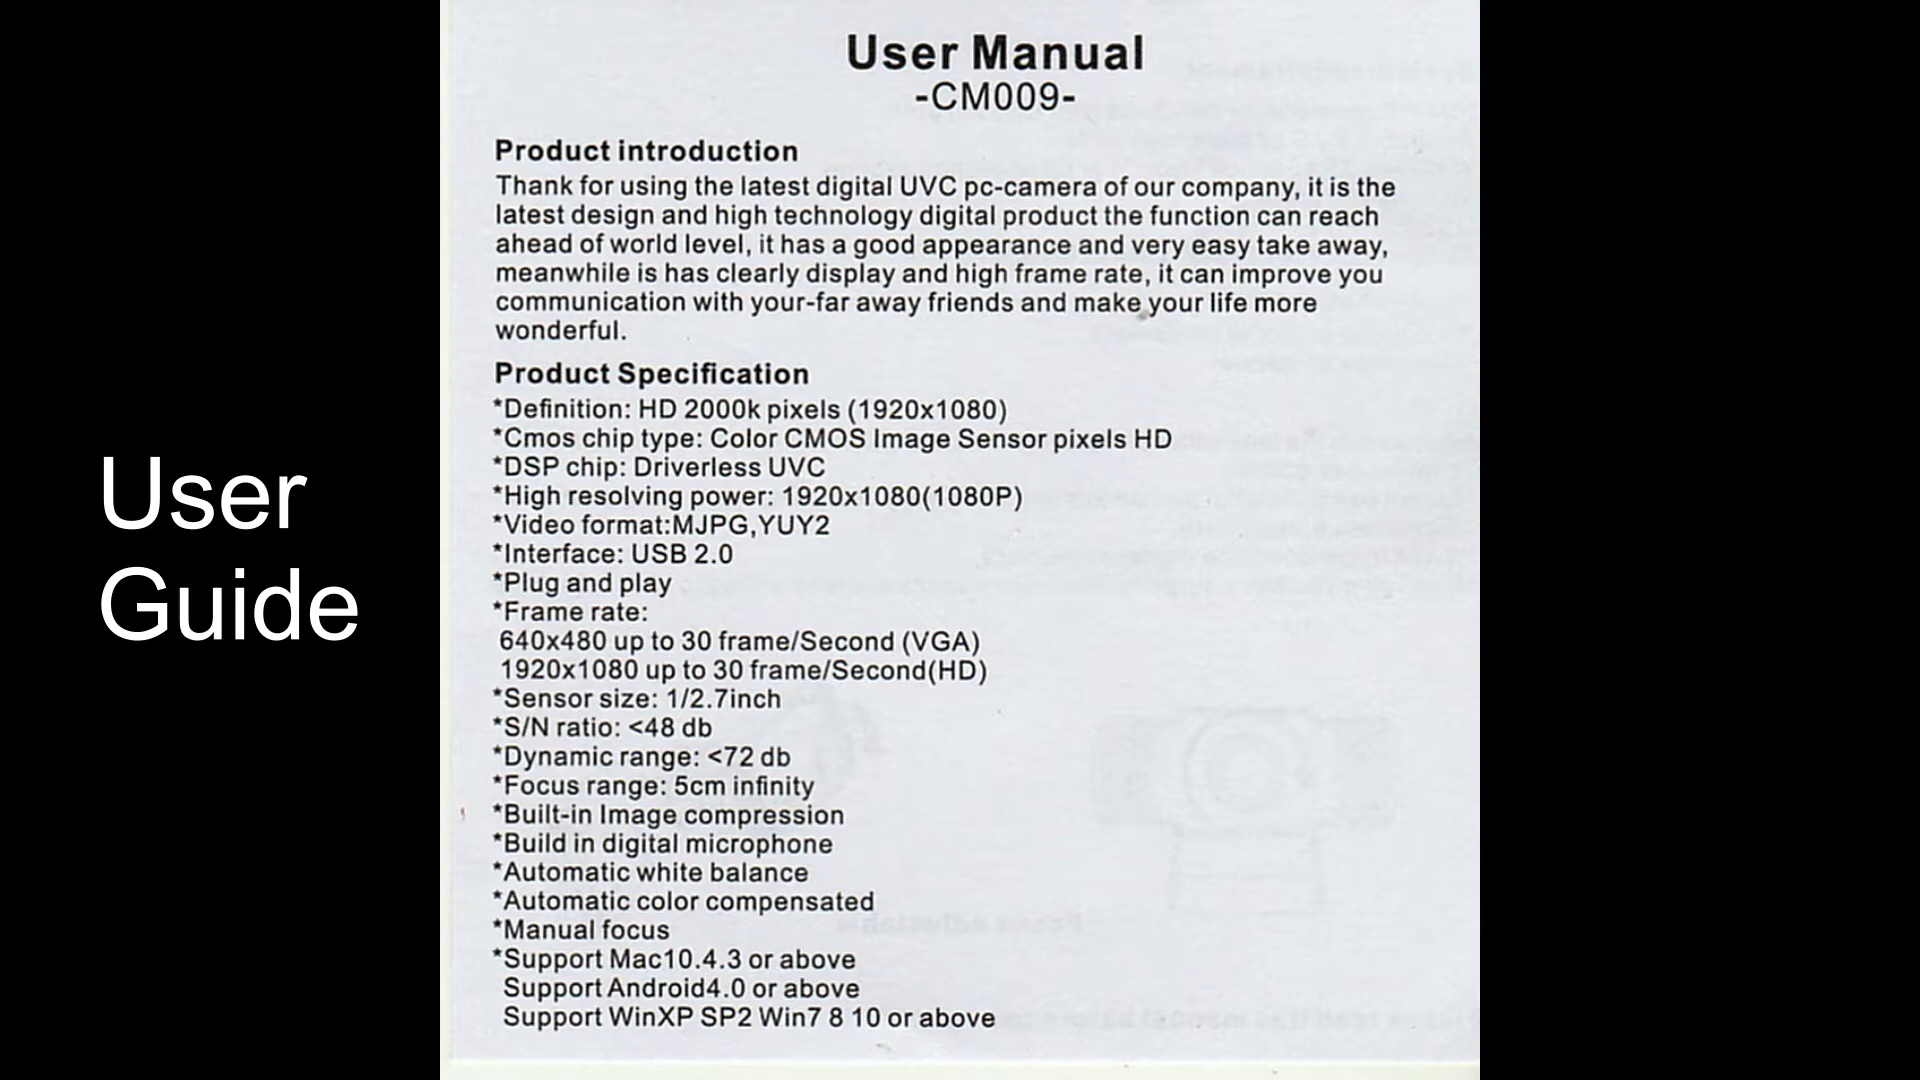 User
Guide
User Manual
-CM009-
Product introduction
Thank for using the latest digital UVC pc-camera of our company, it is the
latest design and high technology digital product the function can reach
ahead of world level, it has a good appearance and very easy take away,
meanwhile is has clearly display and high frame rate, it can improve you
communication with your-far away friends and make your life more
wonderful.
Product Specification
*Definition: HD 2000k pixels (1920x1080)
*Cmos chip type: Color CMOS Image Sensor pixels HD
*DSP chip: Driverless UVC
*High resolving power: 1920x1080(1080P)
*Video format:MJPG,YUY2
*Interface: USB 2.0
*Plug and play
*Frame rate:
640x480 up to 30 frame/Second (VGA)
1920x1080 up to 30 frame/Second(HD)
*Sensor size: 1/2.7inch
*S/N ratio: <48 db
*Dynamic range: <72 db
*Focus range: 5cm infinity
*Built-in Image compression
*Build in digital microphone
*Automatic white balance
*Automatic color compensated
*Manual focus
*Support Mac10.4.3 or above
Support Android4.0 or above
Support WinXP SP2 Win7 8 10 or above